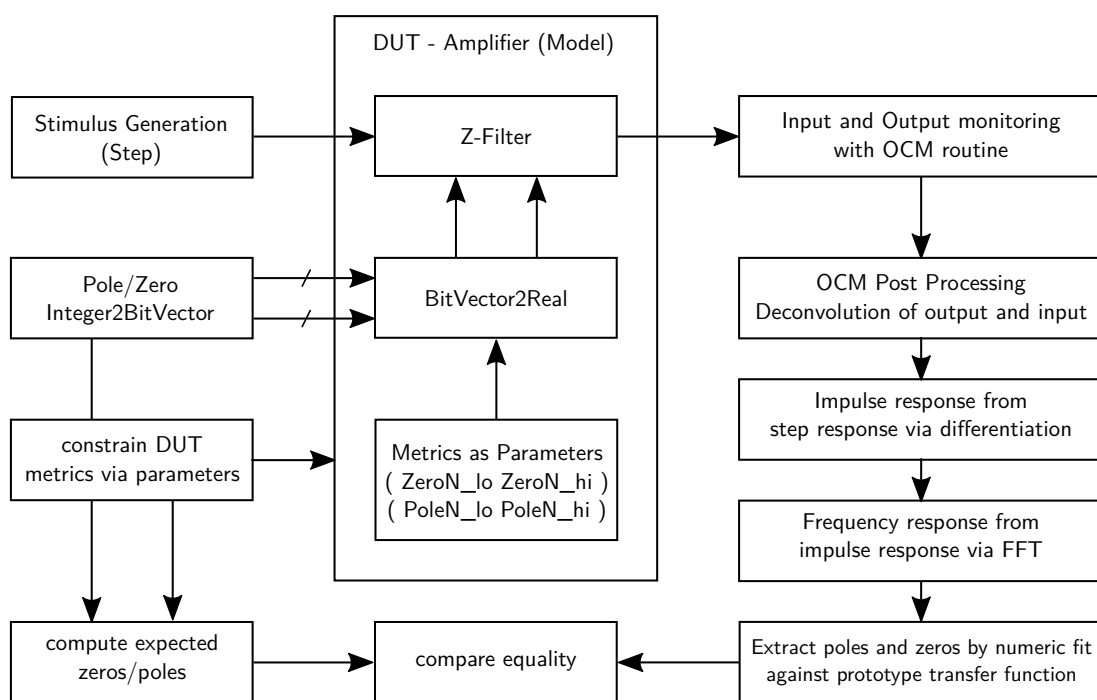 DUT - Amplifier (Model)
Stimulus Generation
(Step)
Z-Filter
Input and Output monitoring
with OCM routine
Pole/Zero
Integer2BitVector
BitVector2Real
OCM Post Processing
Deconvolution of output and input
Impulse response from
step response via differentiation
constrain DUT
metrics via parameters
Metrics as Parameters
( ZeroN_lo ZeroN_hi )
( PoleN_lo PoleN_hi )
Frequency response from
impulse response via FFT
compute expected
zeros/poles
compare equality
Extract poles and zeros by numeric fit
against prototype transfer function